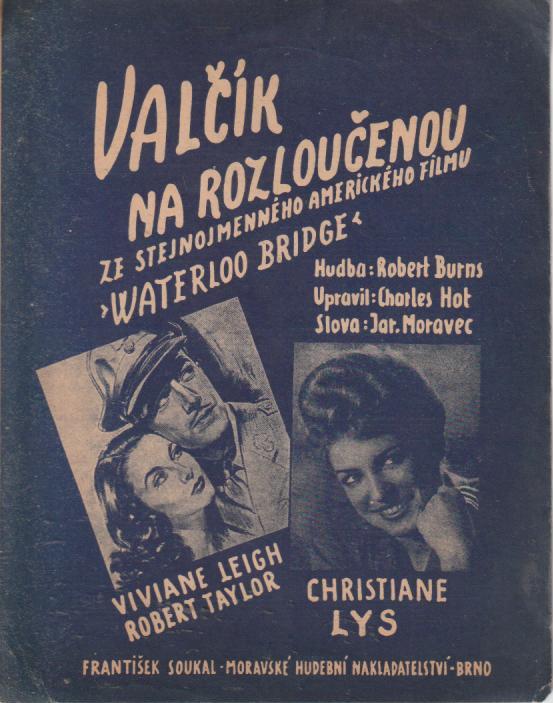 VALČÍK
NA ROZLOUČENOU
ZE STEJNOJMENNÉHO AMERICKÉHO FILMU
›WATERLOO BRIDGE‹
Hudba: Robert Burns
Upravil: Charles Hot
Slova: Jar. Moravec
VIVIANE LEIGH
ROBERT TAYLOR
CHRISTIANE
LYS
FRANTIŠEK SOUKAL - MORAVSKÉ HUDEBNÍ NAKLADATELSTVÍ - BRNO